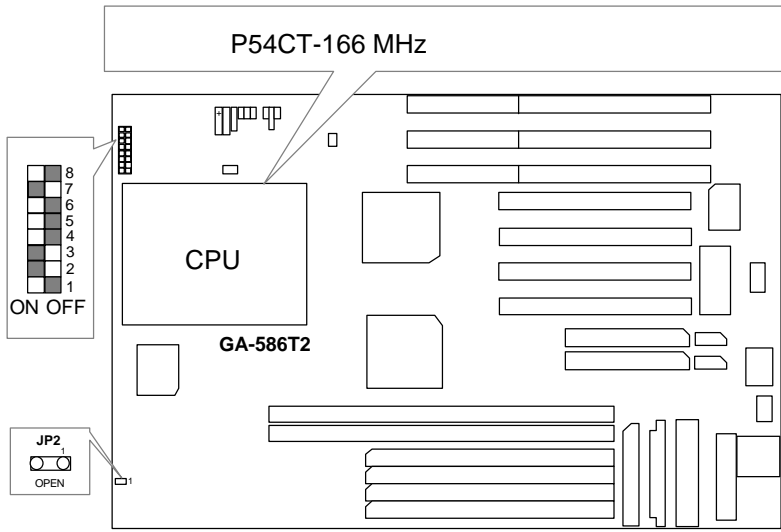 P54CT-166 MHz
+
8
7
6
5
4
3
2
1
ON OFF
CPU
GA-586T2
JP2
1
OPEN
1